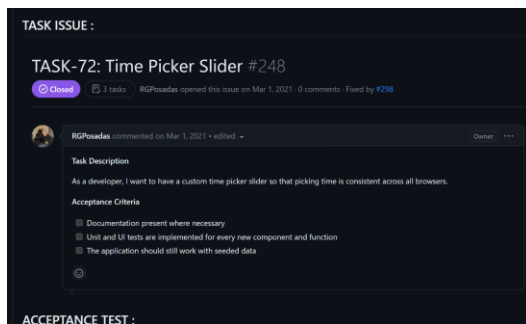 TASK ISSUE :
TASK-72: Time Picker Slider #248
Closed 3 tasks RGPosadas opened this issue on Mar 1, 2021 · 0 comments · Fixed by #298
RGPosadas commented on Mar 1, 2021 • edited Owner ···
Task Description
As a developer, I want to have a custom time picker slider so that picking time is consistent across all browsers.
Acceptance Criteria
Documentation present where necessary
Unit and UI tests are implemented for every new component and function
The application should still work with seeded data
ACCEPTANCE TEST :